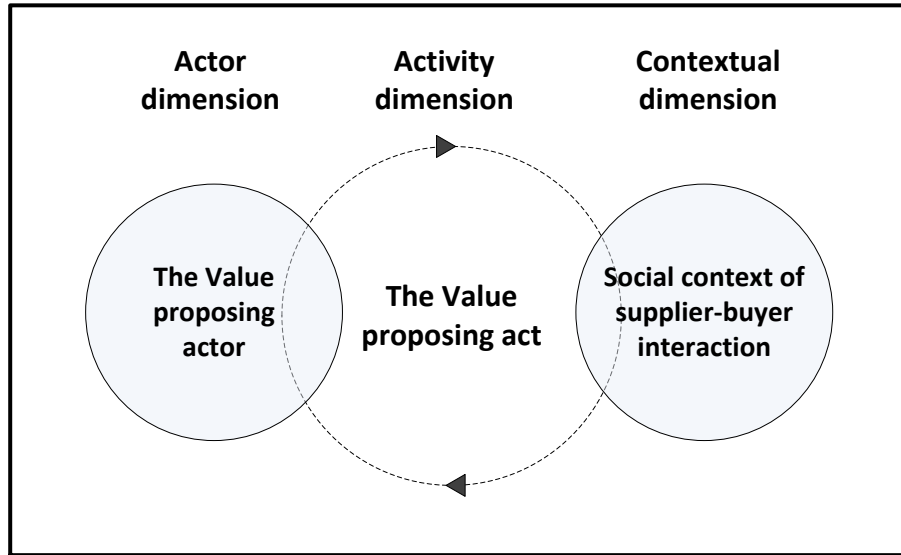 Actor
dimension
Activity
dimension
Contextual
dimension
The Value
proposing
actor
The Value
proposing act
Social context of
supplier-buyer
interaction